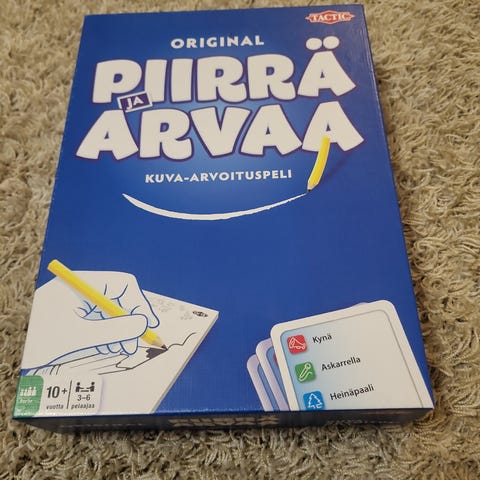 TACTIC
ORIGINAL
PIIRRÄ
JA
ARVAA
KUVA-ARVOITUSPELI
Kynä
Askarrella
Heinäpaali
10+
vuotta
3-6
pelaajaa